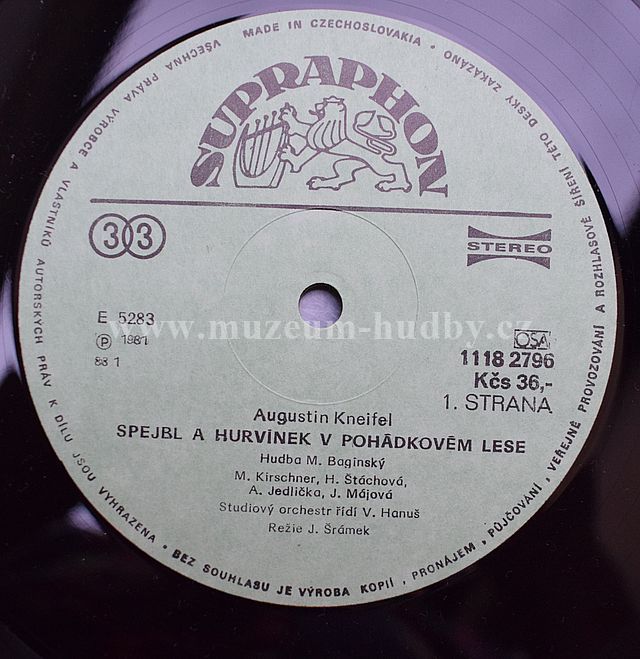 VŠECHNA PRÁVA VÝROBCE A VLASTNÍKŮ AUTORSKÝCH PRÁV K DÍLU JSOU VYHRAZENA • BEZ SOUHLASU JE VÝROBA KOPIÍ, PRONÁJEM, PŮJČOVÁNÍ, VEŘEJNÉ PROVOZOVÁNÍ A ROZHLASOVÉ ŠÍŘENÍ TÉTO DESKY ZAKÁZÁNO • MADE IN CZECHOSLOVAKIA •
SUPRAPHON
33
STEREO
E 5283
Ⓟ 1981
83 1
www.muzeum-hudby.cz
OSA
1118 2796
Kčs 36,-
1. STRANA
Augustin Kneifel
SPEJBL A HURVÍNEK V POHÁDKOVÉM LESE
Hudba M. Baginský
M. Kirschner, H. Štáchová,
A. Jedlička, J. Májová
Studiový orchestr řídí V. Hanuš
Režie J. Šrámek